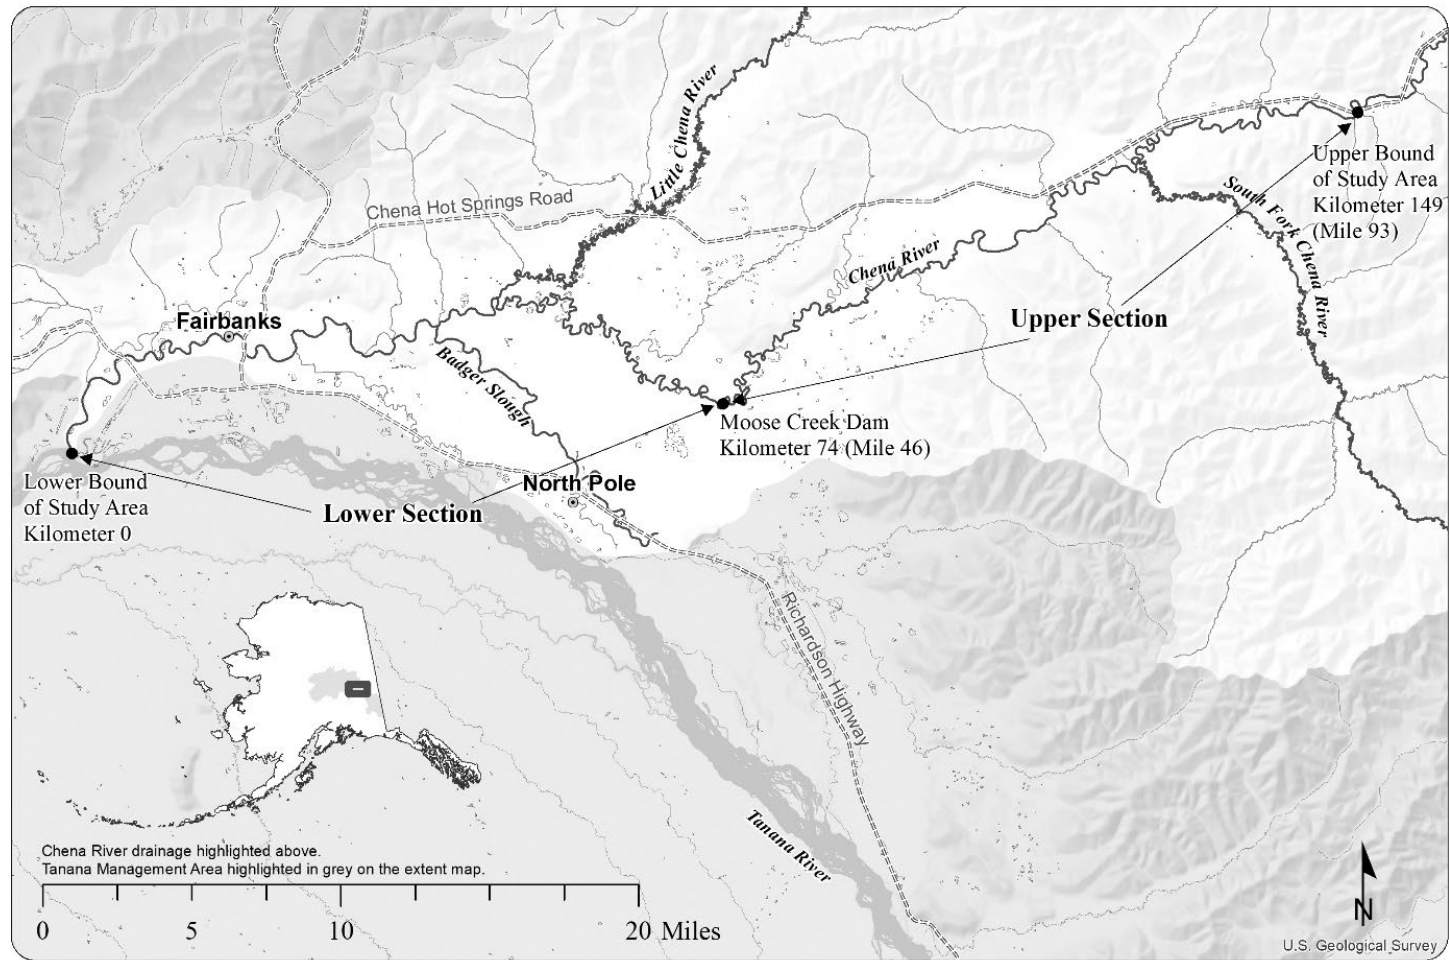 Little Chena River
Chena Hot Springs Road
Upper Bound
of Study Area
Kilometer 149
(Mile 93)
South Fork Chena River
Chena River
Fairbanks
Upper Section
Badger Slough
Moose Creek Dam
Kilometer 74 (Mile 46)
Lower Bound
of Study Area
Kilometer 0
North Pole
Lower Section
Richardson Highway
Tanana River
Chena River drainage highlighted above.
Tanana Management Area highlighted in grey on the extent map.
0 5 10 20 Miles
N
U.S. Geological Survey